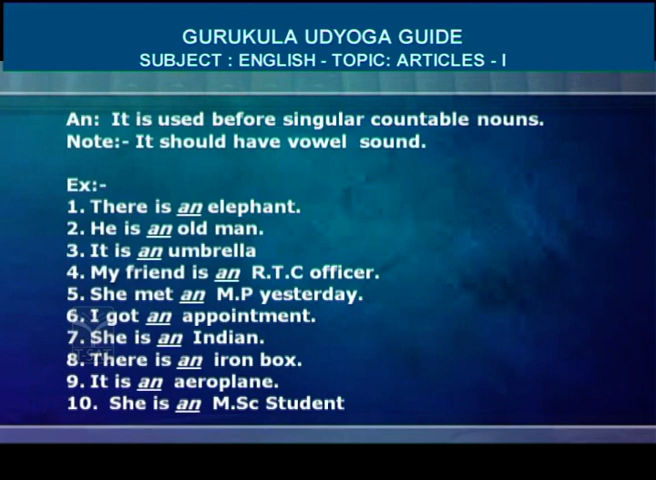 GURUKULA UDYOGA GUIDE
SUBJECT : ENGLISH - TOPIC: ARTICLES - I
An: It is used before singular countable nouns.
Note:- It should have vowel sound.
Ex:-
1. There is an elephant.
2. He is an old man.
3. It is an umbrella
4. My friend is an R.T.C officer.
5. She met an M.P yesterday.
6. I got an appointment.
7. She is an Indian.
8. There is an iron box.
9. It is an aeroplane.
10. She is an M.Sc Student
T-SAT